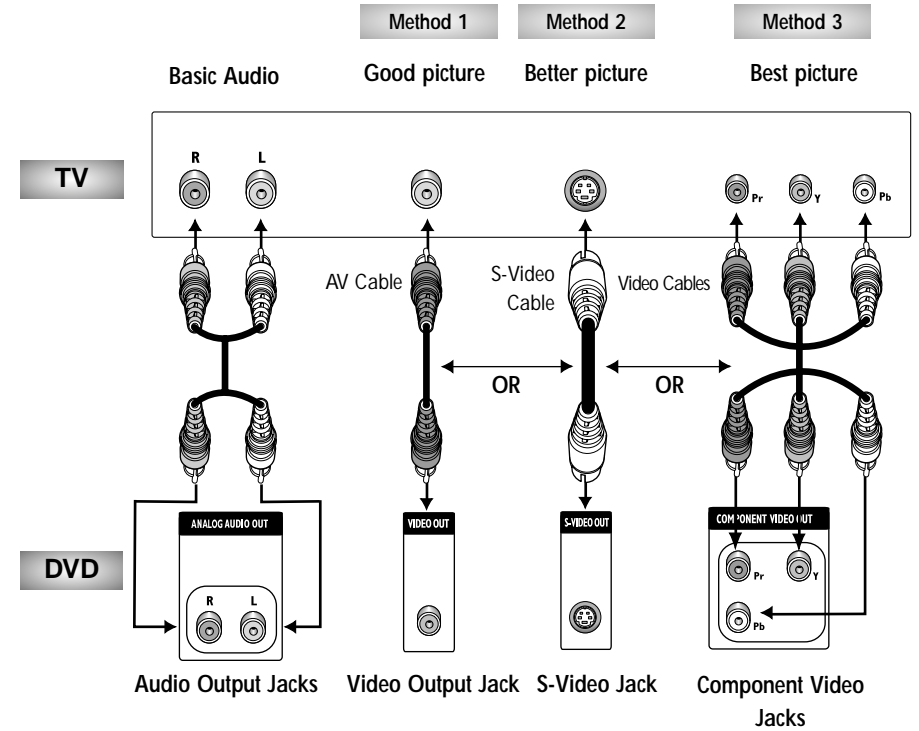 Method 1
Method 2
Method 3
Basic Audio
Good picture
Better picture
Best picture
TV
R
L
Pr
Y
Pb
AV Cable
S-Video
Cable
Video Cables
OR
OR
ANALOG AUDIO OUT
VIDEO OUT
S-VIDEO OUT
COMPONENT VIDEO OUT
DVD
R
L
Pr
Y
Pb
Audio Output Jacks
Video Output Jack
S-Video Jack
Component Video
Jacks